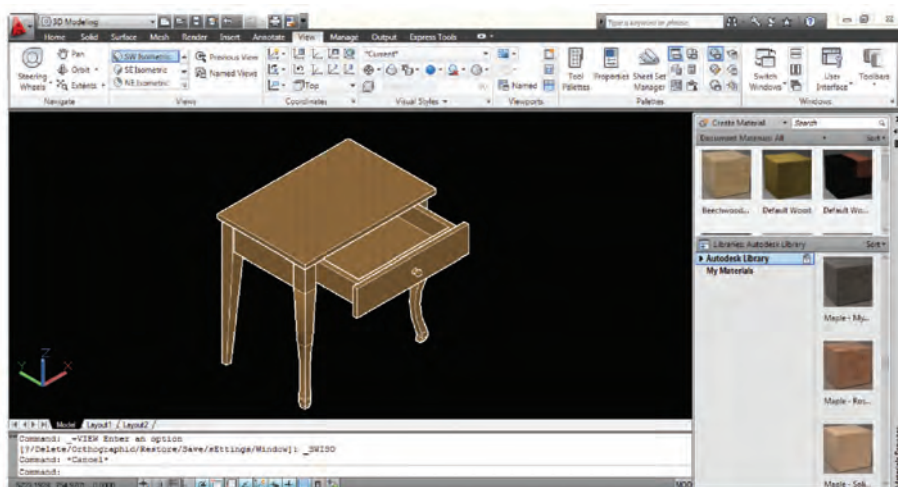 3D Modeling
Type a keyword or phrase
Home Solid Surface Mesh Render Insert Annotate View Manage Output Express Tools
Pan
Orbit
Extents
Steering
Wheels
Navigate
SW Isometric
SE Isometric
NE Isometric
Previous View
Named Views
Views
Top
Coordinates
*Current*
Visual Styles
Named
Viewports
Tool
Palettes
Properties
Sheet Set
Manager
Palettes
Switch
Windows
User
Interface
Toolbars
Windows
Create Material
Search
Document Materials: All
Sort
Beechwood...
Default Wood
Default Wo...
Libraries: Autodesk Library
Sort
Autodesk Library
My Materials
Maple - My...
Maple - Ros...
Maple - Soli...
Y Z X
Model Layout1 Layout2
Command: _-VIEW Enter an option
[?/Delete/Orthographic/Restore/Save/sEttings/Window]: _SWISO
Command: *Cancel*
Command: